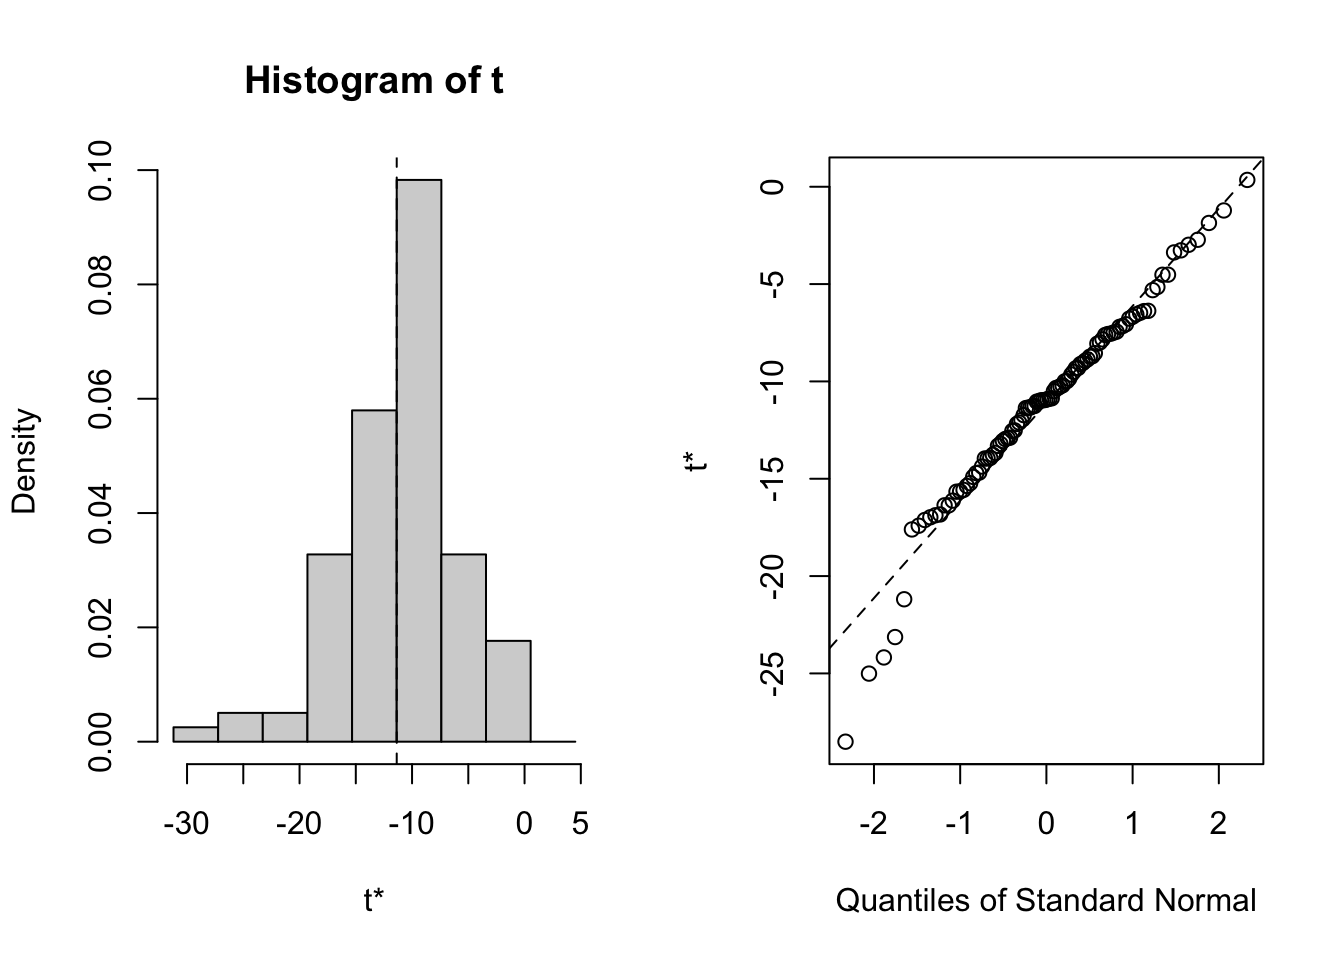 Histogram of t
Density
0.00 0.02 0.04 0.06 0.08 0.10
-30 -20 -10 0 5
t*
t*
0
-5
-10
-15
-20
-25
-2 -1 0 1 2
Quantiles of Standard Normal